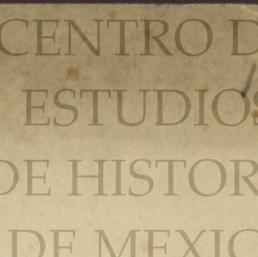 CENTRO D
ESTUDIOS
DE HISTOR
DE MEXIC